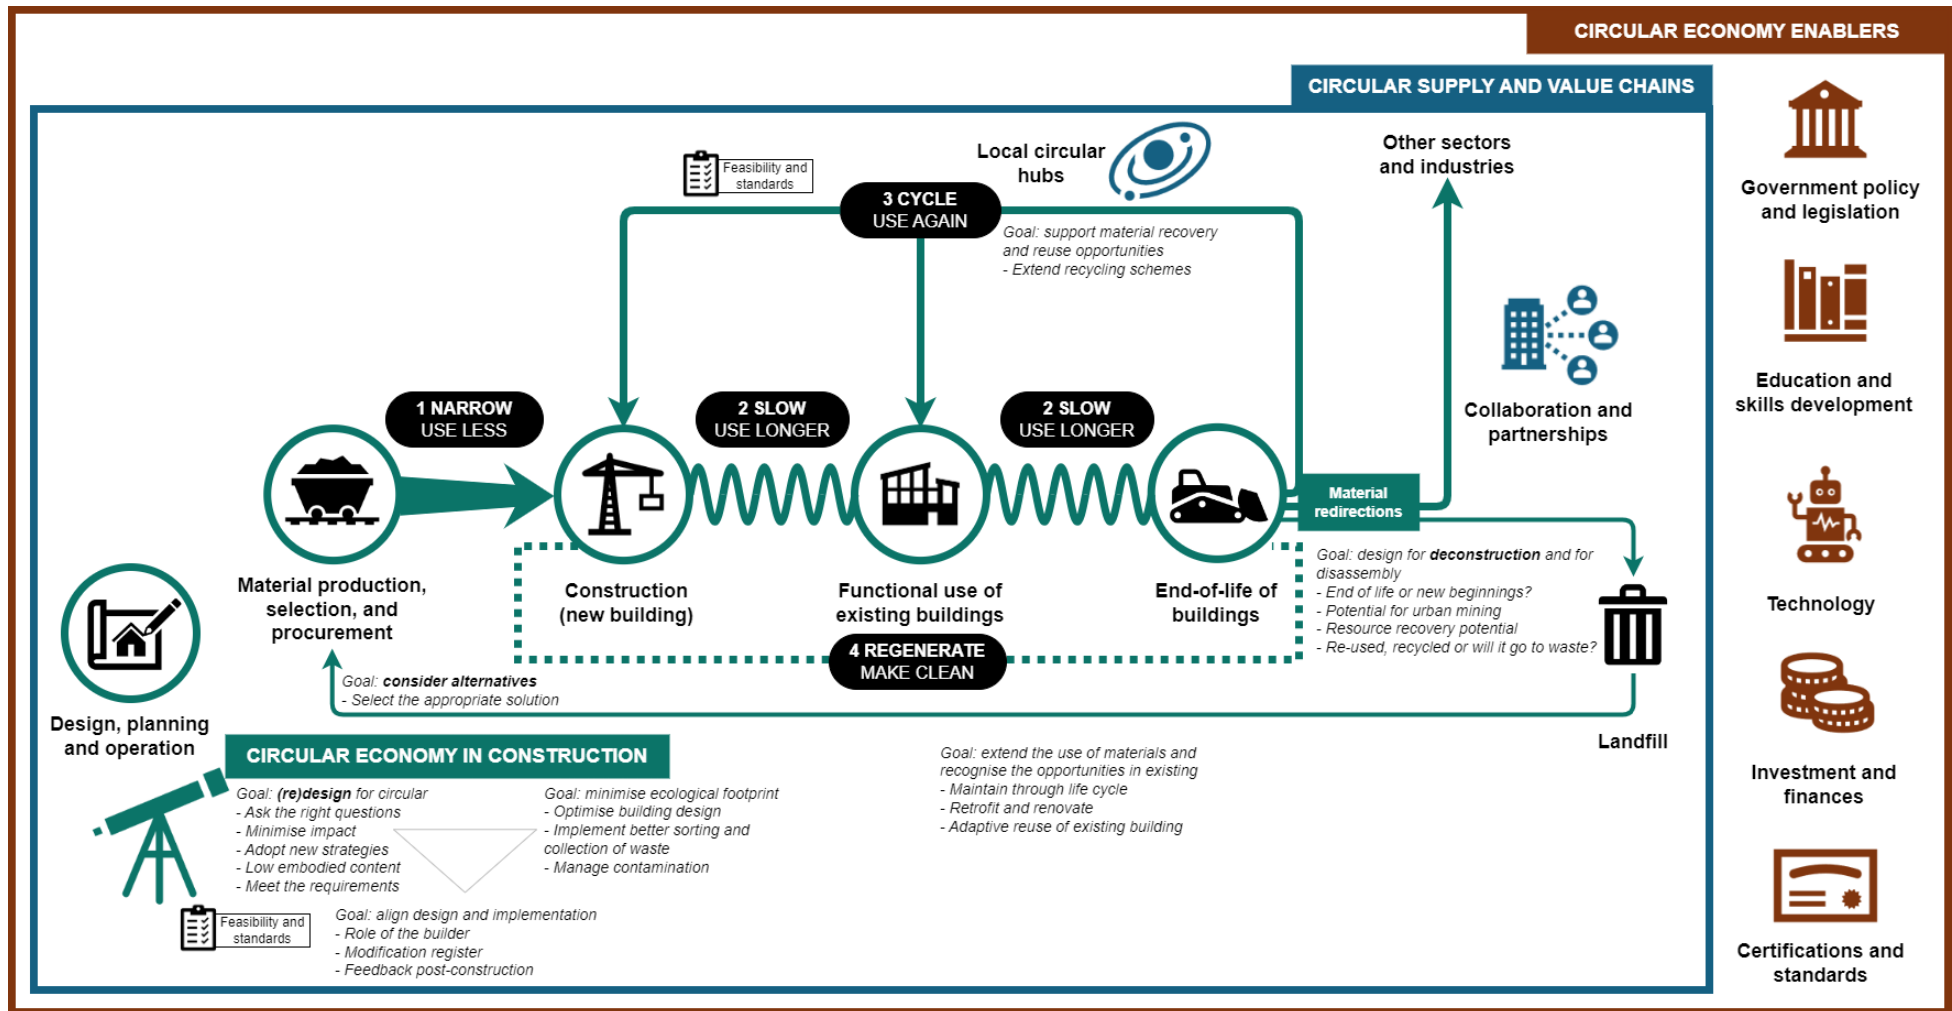 CIRCULAR ECONOMY ENABLERS
CIRCULAR SUPPLY AND VALUE CHAINS
Feasibility and
standards
Local circular
hubs
Other sectors
and industries
3 CYCLE
USE AGAIN
Goal: support material recovery
and reuse opportunities
- Extend recycling schemes
1 NARROW
USE LESS
2 SLOW
USE LONGER
2 SLOW
USE LONGER
Collaboration and
partnerships
Material
redirections
Material production,
selection, and
procurement
Construction
(new building)
Functional use of
existing buildings
End-of-life of
buildings
Goal: design for deconstruction and for
disassembly
- End of life or new beginnings?
- Potential for urban mining
- Resource recovery potential
- Re-used, recycled or will it go to waste?
4 REGENERATE
MAKE CLEAN
Goal: consider alternatives
- Select the appropriate solution
Design, planning
and operation
Landfill
CIRCULAR ECONOMY IN CONSTRUCTION
Goal: (re)design for circular
- Ask the right questions
- Minimise impact
- Adopt new strategies
- Low embodied content
- Meet the requirements
Goal: minimise ecological footprint
- Optimise building design
- Implement better sorting and
collection of waste
- Manage contamination
Goal: extend the use of materials and
recognise the opportunities in existing
- Maintain through life cycle
- Retrofit and renovate
- Adaptive reuse of existing building
Feasibility and
standards
Goal: align design and implementation
- Role of the builder
- Modification register
- Feedback post-construction
Government policy
and legislation
Education and
skills development
Technology
Investment and
finances
Certifications and
standards